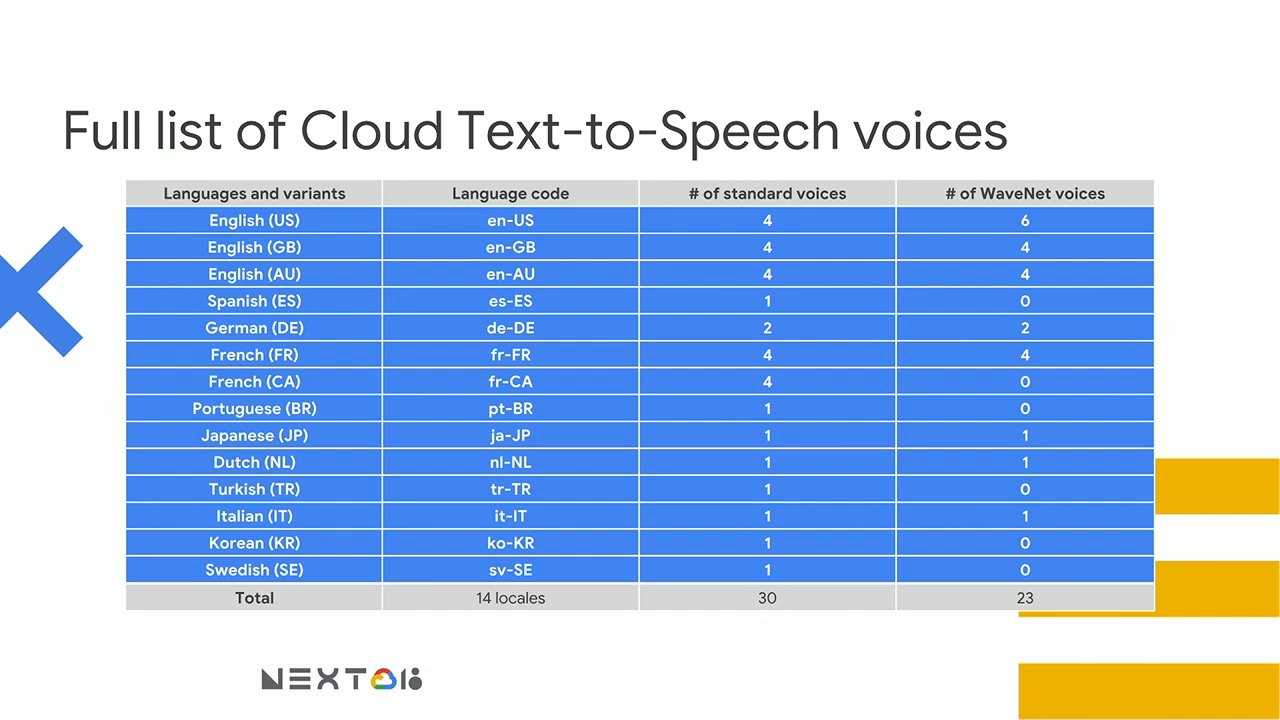 Full list of Cloud Text-to-Speech voices
Languages and variants Language code # of standard voices # of WaveNet voices
English (US) en-US 4 6
English (GB) en-GB 4 4
English (AU) en-AU 4 4
Spanish (ES) es-ES 1 0
German (DE) de-DE 2 2
French (FR) fr-FR 4 4
French (CA) fr-CA 4 0
Portuguese (BR) pt-BR 1 0
Japanese (JP) ja-JP 1 1
Dutch (NL) nl-NL 1 1
Turkish (TR) tr-TR 1 0
Italian (IT) it-IT 1 1
Korean (KR) ko-KR 1 0
Swedish (SE) sv-SE 1 0
Total 14 locales 30 23
NEXT 18